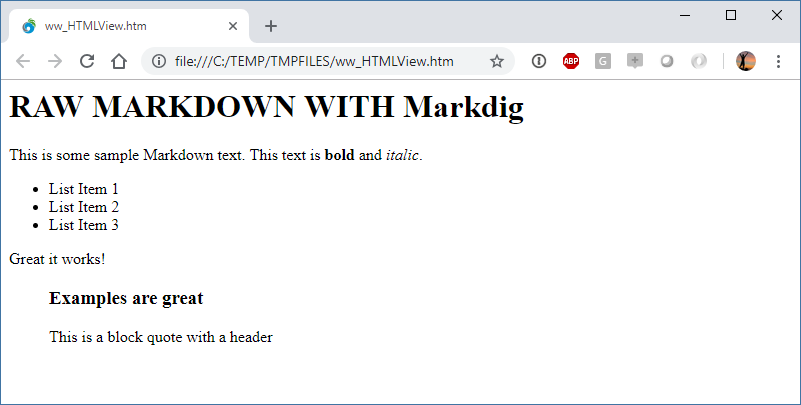 ww_HTMLView.htm
file:///C:/TEMP/TMPFILES/ww_HTMLView.htm
ABP
G
RAW MARKDOWN WITH Markdig
This is some sample Markdown text. This text is bold and italic.
List Item 1
List Item 2
List Item 3
Great it works!
Examples are great
This is a block quote with a header